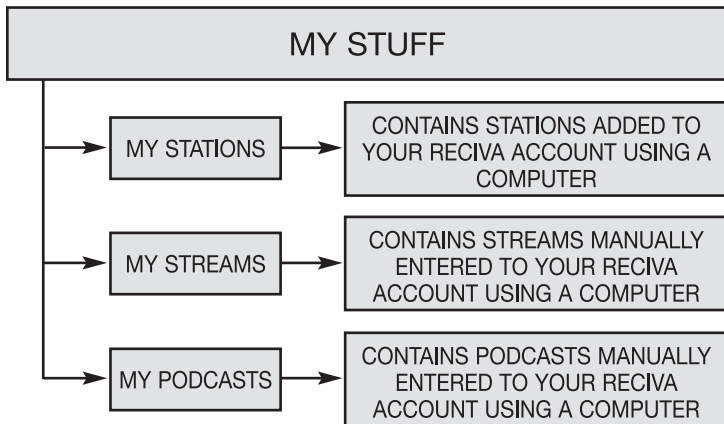 MY STUFF
MY STATIONS
CONTAINS STATIONS ADDED TO
YOUR RECIVA ACCOUNT USING A
COMPUTER
MY STREAMS
CONTAINS STREAMS MANUALLY
ENTERED TO YOUR RECIVA
ACCOUNT USING A COMPUTER
MY PODCASTS
CONTAINS PODCASTS MANUALLY
ENTERED TO YOUR RECIVA
ACCOUNT USING A COMPUTER